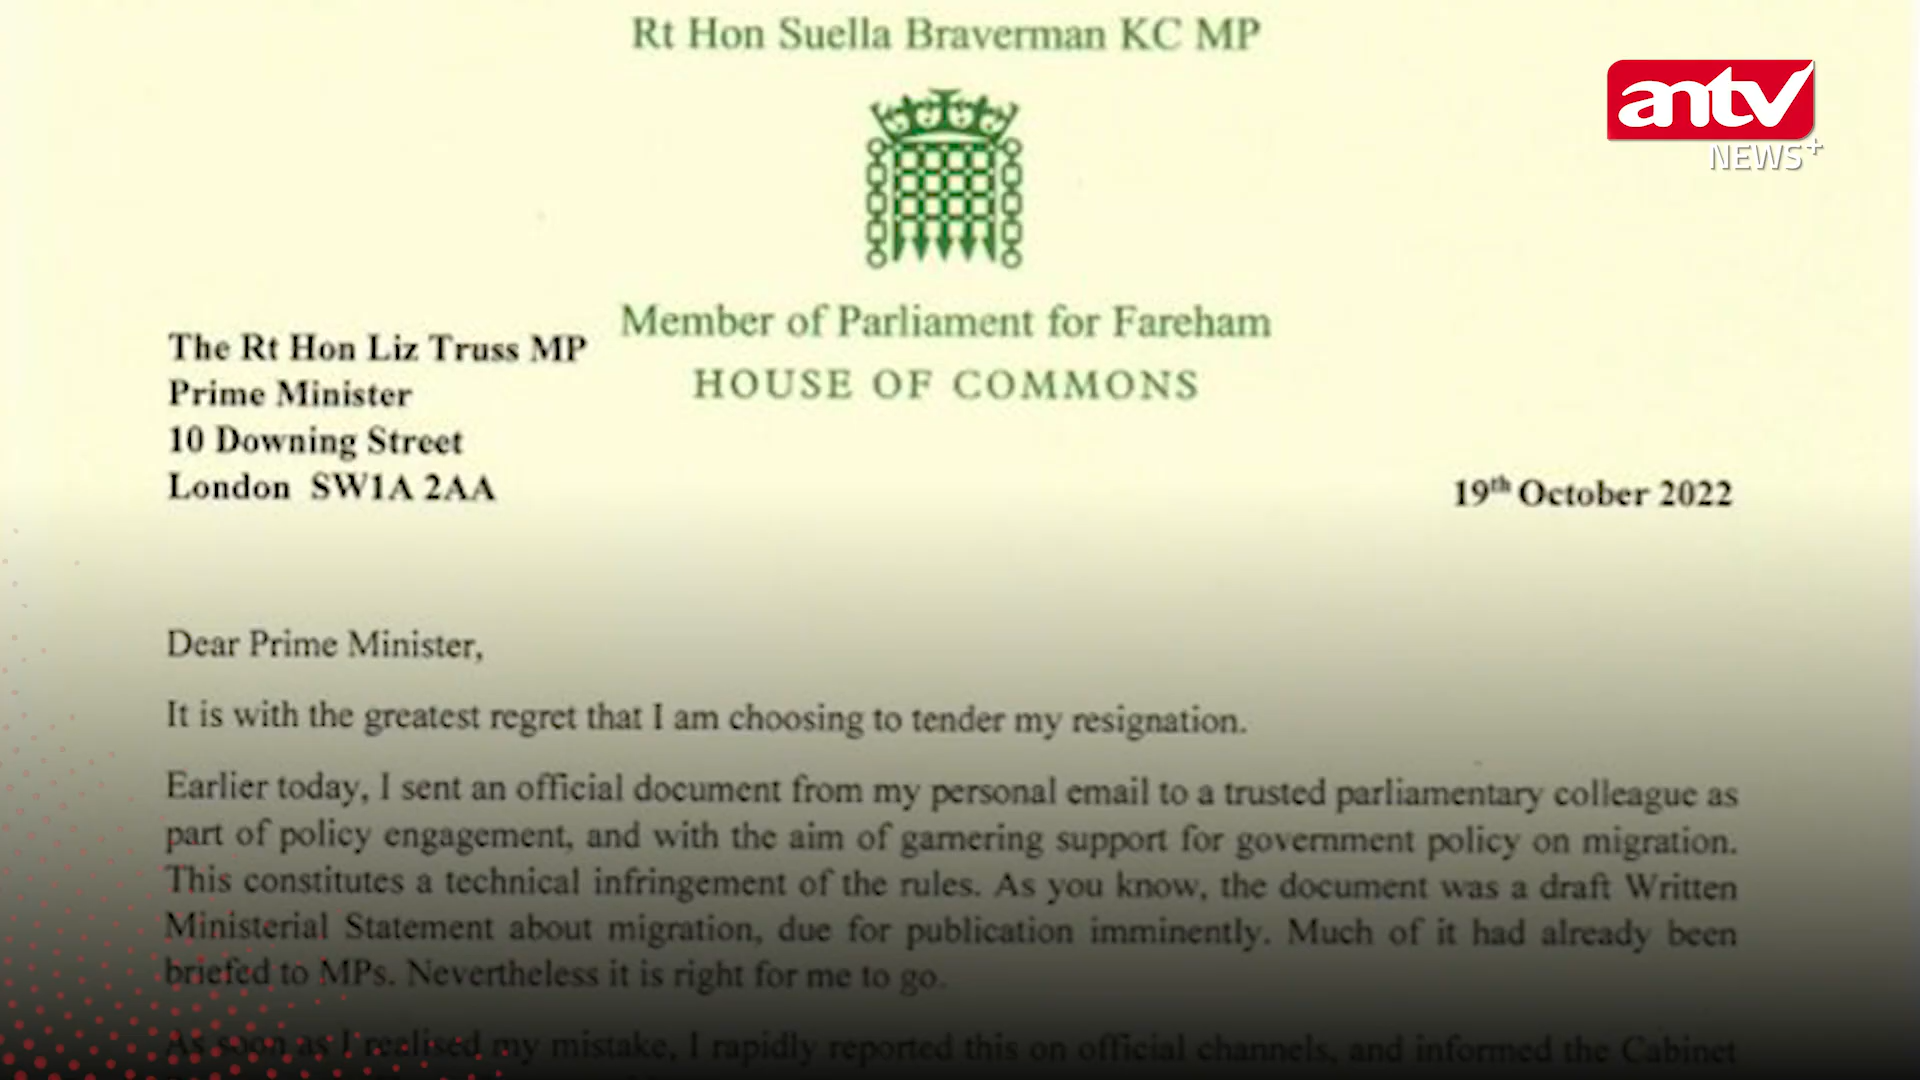 Rt Hon Suella Braverman KC MP
antv
NEWS+
Member of Parliament for Fareham
HOUSE OF COMMONS
The Rt Hon Liz Truss MP
Prime Minister
10 Downing Street
London SW1A 2AA
19th October 2022
Dear Prime Minister,
It is with the greatest regret that I am choosing to tender my resignation.
Earlier today, I sent an official document from my personal email to a trusted parliamentary colleague as
part of policy engagement, and with the aim of garnering support for government policy on migration.
This constitutes a technical infringement of the rules. As you know, the document was a draft Written
Ministerial Statement about migration, due for publication imminently. Much of it had already been
briefed to MPs. Nevertheless it is right for me to go.
As soon as I realised my mistake, I rapidly reported this on official channels, and informed the Cabinet